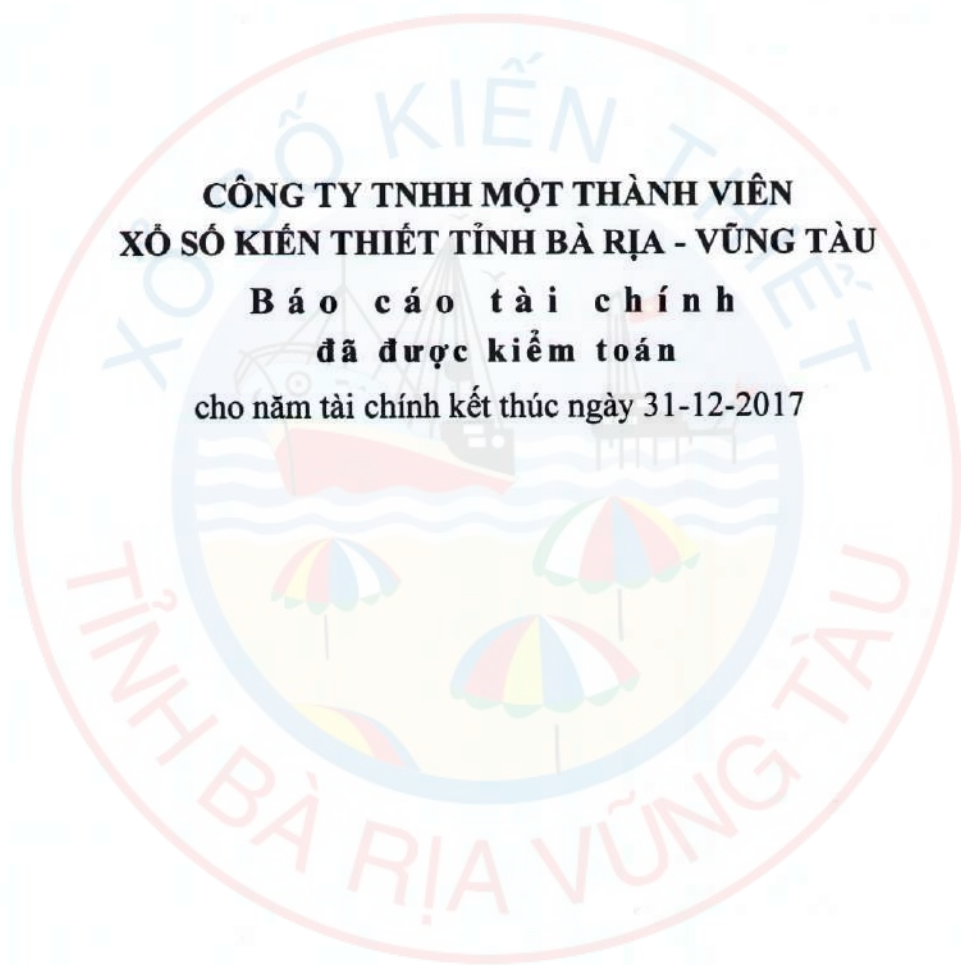 XỔ SỐ KIẾN THIẾT
CÔNG TY TNHH MỘT THÀNH VIÊN
XỔ SỐ KIẾN THIẾT TỈNH BÀ RỊA - VŨNG TÀU
Báo cáo tài chính
đã được kiểm toán
cho năm tài chính kết thúc ngày 31-12-2017
TỈNH BÀ RỊA VŨNG TÀU